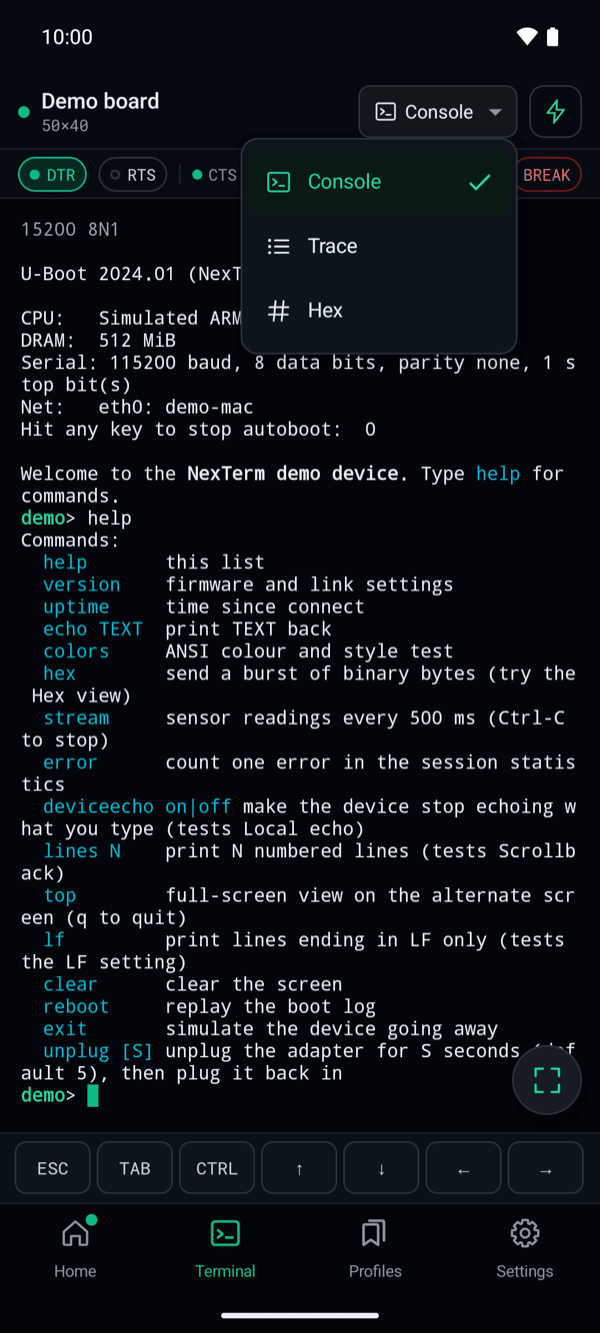 10:00
Demo board
50×40
Console
DTR
RTS
CTS
BREAK
Console
Trace
Hex
15200 8N1
U-Boot 2024.01 (NexT
CPU:   Simulated ARM
DRAM:  512 MiB
Serial: 115200 baud, 8 data bits, parity none, 1 s
top bit(s)
Net:   eth0: demo-mac
Hit any key to stop autoboot:  0
Welcome to the NexTerm demo device. Type help for
commands.
demo> help
Commands:
  help       this list
  version    firmware and link settings
  uptime     time since connect
  echo TEXT  print TEXT back
  colors     ANSI colour and style test
  hex        send a burst of binary bytes (try the
 Hex view)
  stream     sensor readings every 500 ms (Ctrl-C
to stop)
  error      count one error in the session statis
tics
  deviceecho on|off make the device stop echoing w
hat you type (tests Local echo)
  lines N    print N numbered lines (tests Scrollb
ack)
  top        full-screen view on the alternate scr
een (q to quit)
  lf         print lines ending in LF only (tests
the LF setting)
  clear      clear the screen
  reboot     replay the boot log
  exit       simulate the device going away
  unplug [S] unplug the adapter for S seconds
ault 5), then plug it back in
demo>
ESC
TAB
CTRL
↑
↓
←
→
Home
Terminal
Profiles
Settings